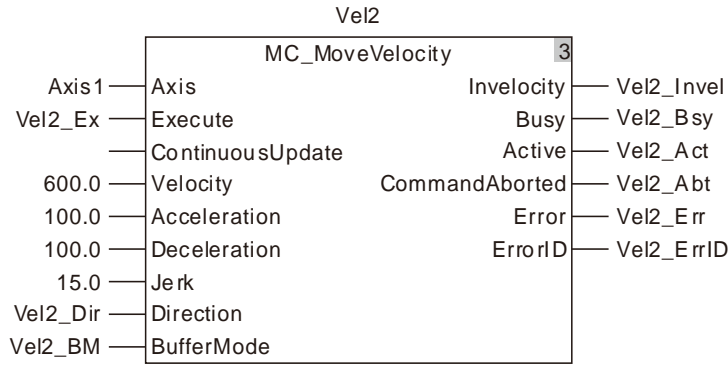 Vel2
MC_MoveVelocity 3
Axis1 Axis Invelocity Vel2_Invel
Vel2_Ex Execute Busy Vel2_Bsy
ContinuousUpdate Active Vel2_Act
600.0 Velocity CommandAborted Vel2_Abt
100.0 Acceleration Error Vel2_Err
100.0 Deceleration ErrorID Vel2_ErrID
15.0 Jerk
Vel2_Dir Direction
Vel2_BM BufferMode